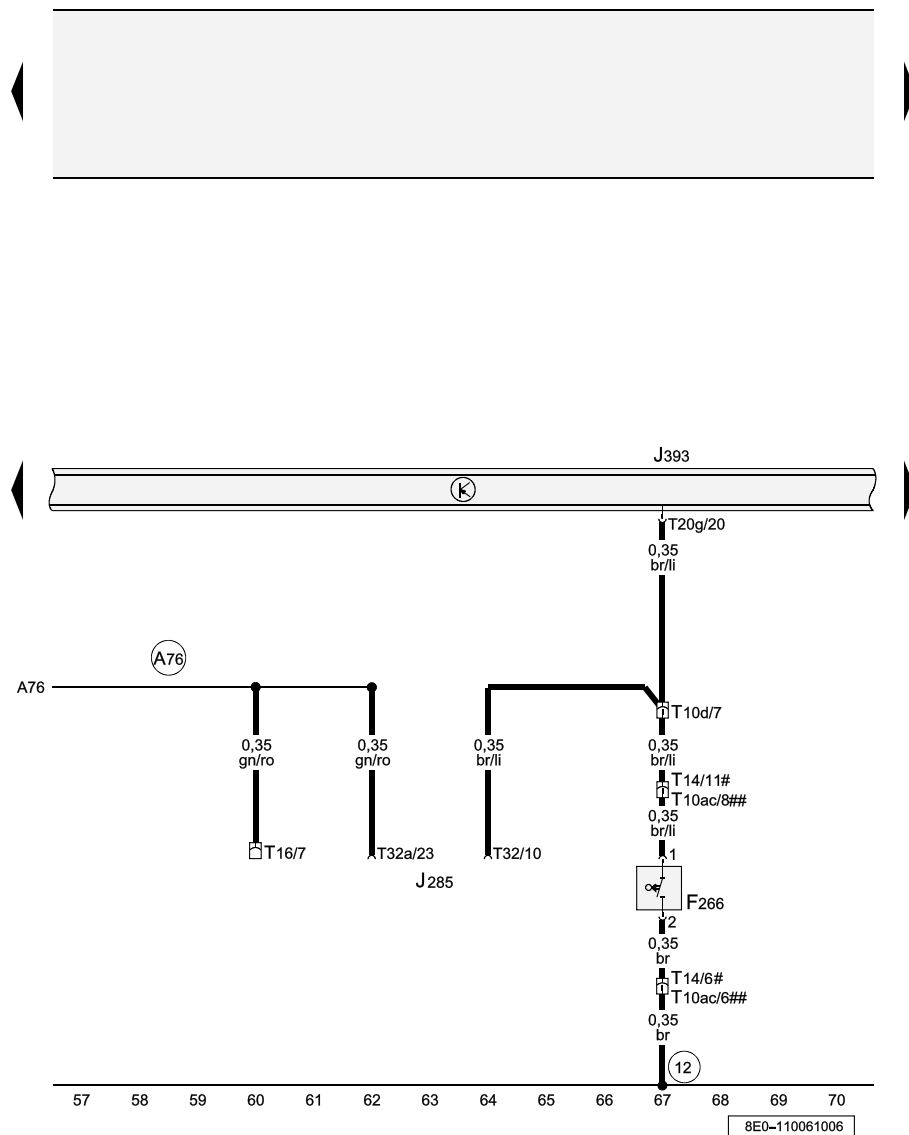 J393
T20g/20
0,35
br/li
A76
A76
T10d/7
0,35
gn/ro
0,35
gn/ro
0,35
br/li
0,35
br/li
T14/11#
T10ac/8##
0,35
br/li
T16/7
T32a/23
T32/10
1
J285
F266
2
0,35
br
T14/6#
T10ac/6##
0,35
br
12
57 58 59 60 61 62 63 64 65 66 67 68 69 70
8E0–110061006